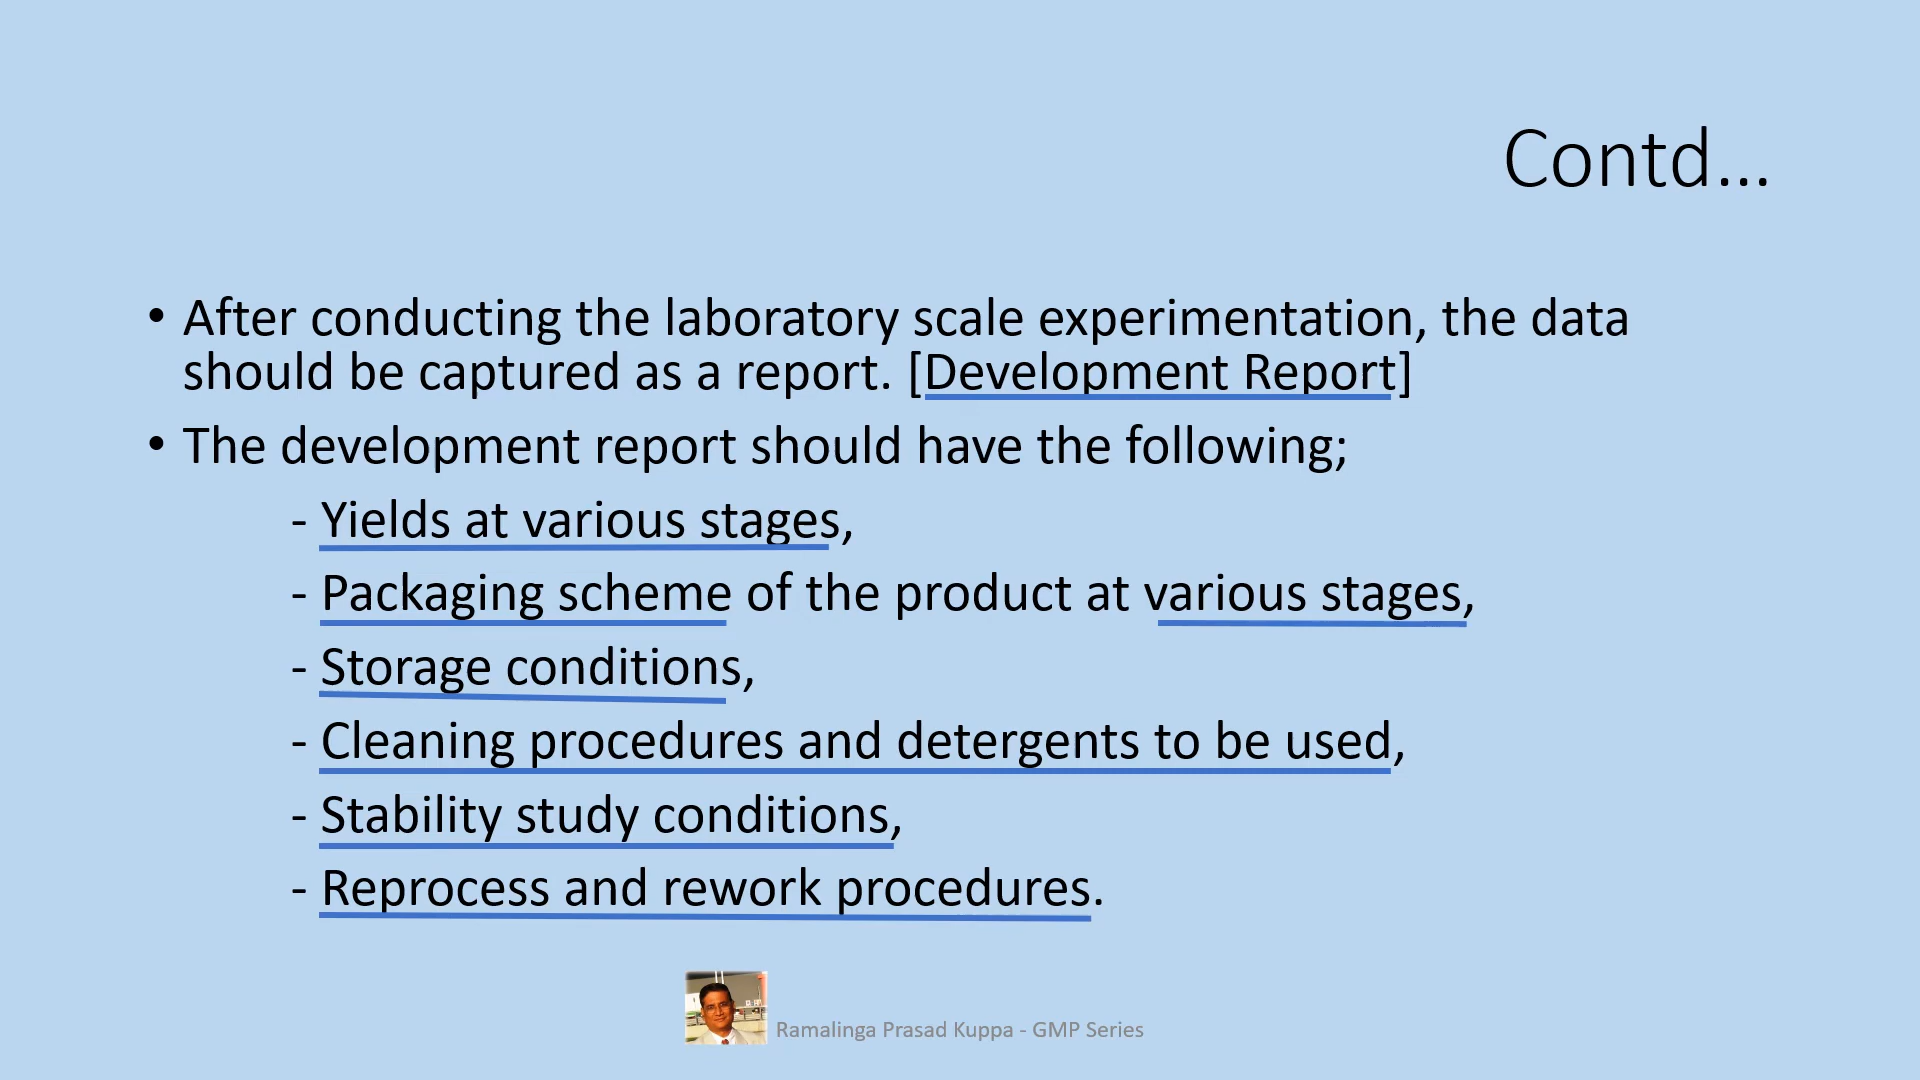 Contd...
• After conducting the laboratory scale experimentation, the data
should be captured as a report. [Development Report]
• The development report should have the following;
- Yields at various stages,
- Packaging scheme of the product at various stages,
- Storage conditions,
- Cleaning procedures and detergents to be used,
- Stability study conditions,
- Reprocess and rework procedures.
Ramalinga Prasad Kuppa - GMP Series